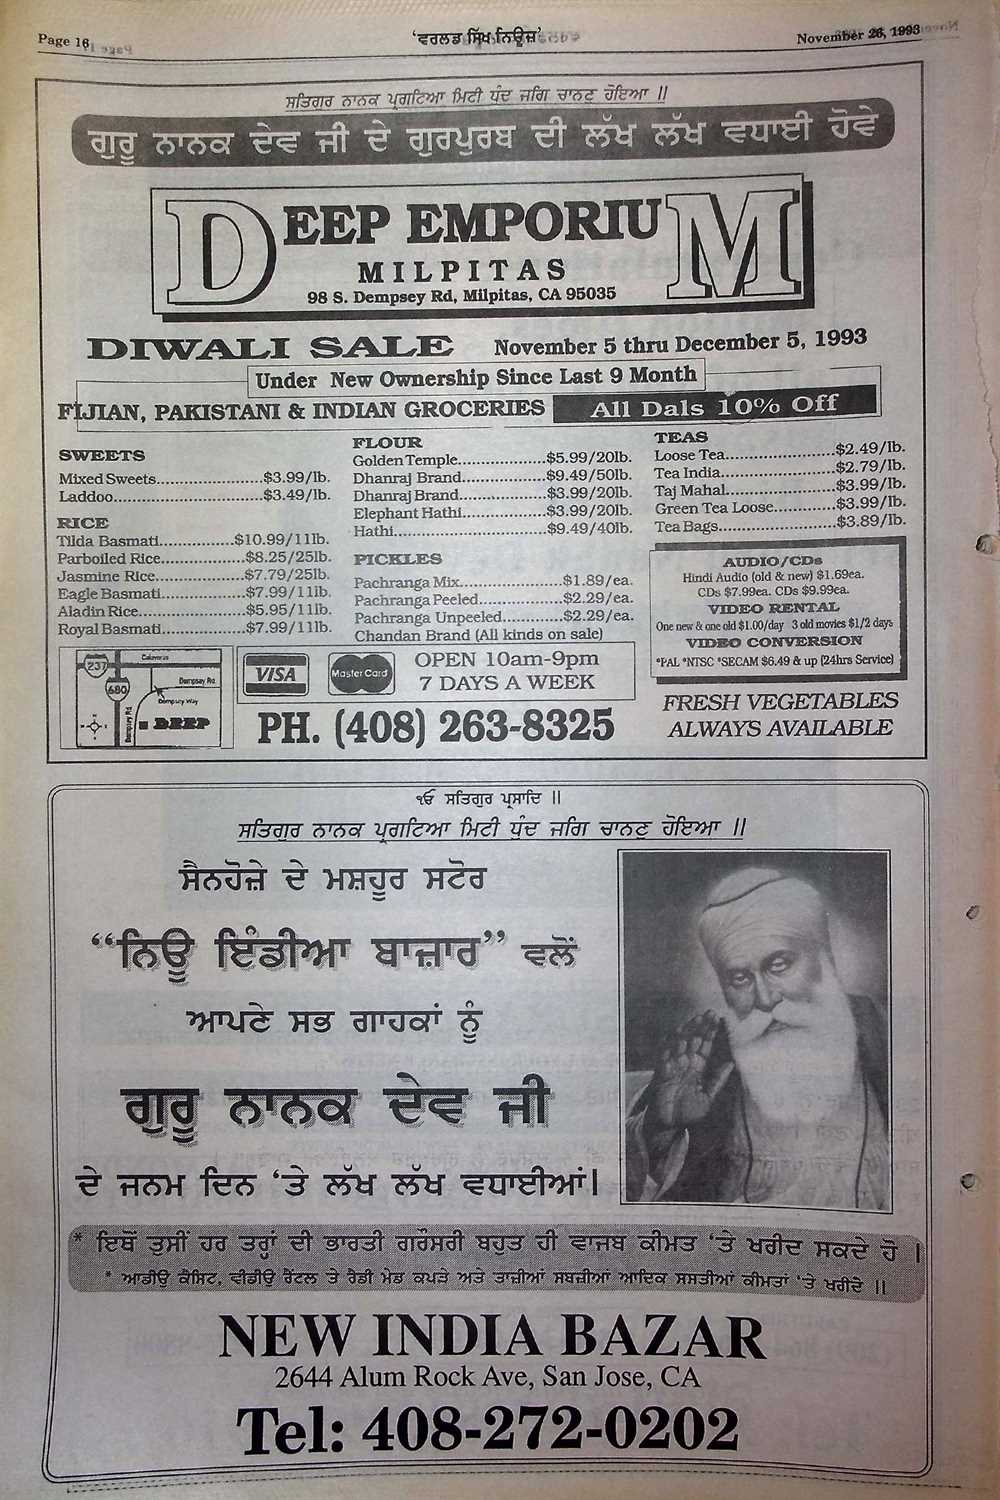 Page 16
'ਵਰਲਡ ਸਿੱਖ ਨਿਊਜ਼'
November 26, 1993
ਸਤਿਗੁਰ ਨਾਨਕ ਪ੍ਰਗਟਿਆ ਮਿਟੀ ਧੁੰਦ ਜਗਿ ਚਾਨਣੁ ਹੋਇਆ ॥
ਗੁਰੂ ਨਾਨਕ ਦੇਵ ਜੀ ਦੇ ਗੁਰਪੁਰਬ ਦੀ ਲੱਖ ਲੱਖ ਵਧਾਈ ਹੋਵੇ
DEEP EMPORIUM
MILPITAS
98 S. Dempsey Rd, Milpitas, CA 95035
DIWALI SALE November 5 thru December 5, 1993
Under New Ownership Since Last 9 Month
FIJIAN, PAKISTANI & INDIAN GROCERIES All Dals 10% Off
SWEETS
Mixed Sweets.....................$3.99/lb.
Laddoo..............................$3.49/lb.
RICE
Tilda Basmati..............$10.99/11lb.
Parboiled Rice...............$8.25/25lb.
Jasmine Rice.................$7.79/25lb.
Eagle Basmati...............$7.99/11lb.
Aladin Rice.....................$5.95/11lb.
Royal Basmati...............$7.99/11lb.
FLOUR
Golden Temple.................$5.99/20lb.
Dhanraj Brand.................$9.49/50lb.
Dhanraj Brand.................$3.99/20lb.
Elephant Hathi.................$3.99/20lb.
Hathi..............................$9.49/40lb.
PICKLES
Pachranga Mix....................$1.89/ea.
Pachranga Peeled................$2.29/ea.
Pachranga Unpeeled............$2.29/ea.
Chandan Brand (All kinds on sale)
TEAS
Loose Tea......................$2.49/lb.
Tea India.......................$2.79/lb.
Taj Mahal......................$3.99/lb.
Green Tea Loose............$3.99/lb.
Tea Bags........................$3.89/lb.
AUDIO/CDs
Hindi Audio (old & new) $1.69ea.
CDs $7.99ea. CDs $9.99ea.
VIDEO RENTAL
One new & one old $1.00/day 3 old movies $1/2 days
VIDEO CONVERSION
*PAL *NTSC *SECAM $6.49 & up (24hrs Service)
237
680
Calaveras
Dempsay Rd.
Dempsey Way
DEEP
VISA
MasterCard
OPEN 10am-9pm
7 DAYS A WEEK
PH. (408) 263-8325
FRESH VEGETABLES
ALWAYS AVAILABLE
ੴ ਸਤਿਗੁਰ ਪ੍ਰਸਾਦਿ ॥
ਸਤਿਗੁਰ ਨਾਨਕ ਪ੍ਰਗਟਿਆ ਮਿਟੀ ਧੁੰਦ ਜਗਿ ਚਾਨਣੁ ਹੋਇਆ ॥
ਸੈਨਹੋਜ਼ੇ ਦੇ ਮਸ਼ਹੂਰ ਸਟੋਰ
“ਨਿਊ ਇੰਡੀਆ ਬਾਜ਼ਾਰ” ਵਲੋਂ
ਆਪਣੇ ਸਭ ਗਾਹਕਾਂ ਨੂੰ
ਗੁਰੂ ਨਾਨਕ ਦੇਵ ਜੀ
ਦੇ ਜਨਮ ਦਿਨ 'ਤੇ ਲੱਖ ਲੱਖ ਵਧਾਈਆਂ।
* ਇਥੋਂ ਤੁਸੀਂ ਹਰ ਤਰ੍ਹਾਂ ਦੀ ਭਾਰਤੀ ਗਰੌਸਰੀ ਬਹੁਤ ਹੀ ਵਾਜਬ ਕੀਮਤ 'ਤੇ ਖਰੀਦ ਸਕਦੇ ਹੋ ।
* ਆਡੀਉ ਕੈਸਿਟ, ਵੀਡੀਉ ਰੈਂਟਲ ਤੇ ਰੈਡੀ ਮੇਡ ਕਪੜੇ ਅਤੇ ਤਾਜ਼ੀਆਂ ਸਬਜ਼ੀਆਂ ਆਦਿਕ ਸਸਤੀਆਂ ਕੀਮਤਾਂ 'ਤੇ ਖਰੀਦੋ ॥
NEW INDIA BAZAR
2644 Alum Rock Ave, San Jose, CA
Tel: 408-272-0202